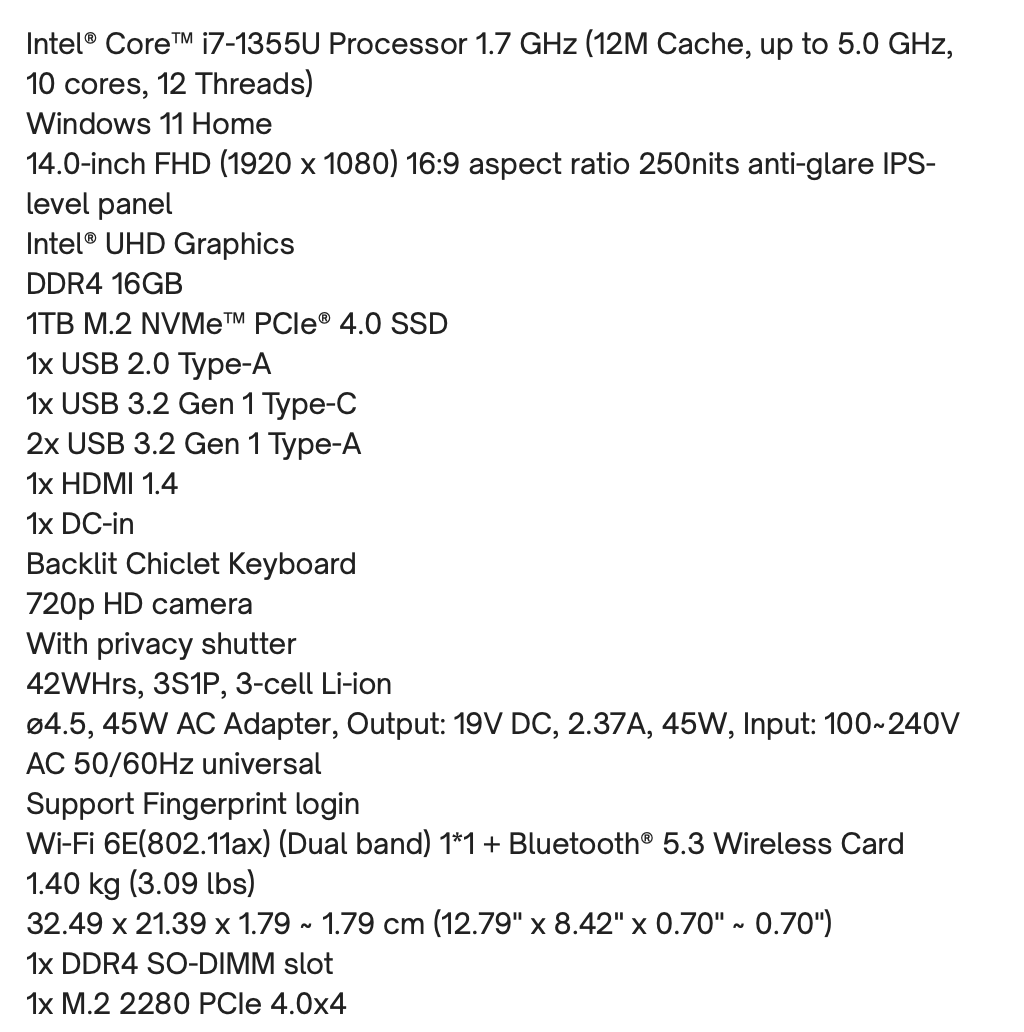 Intel® Core™ i7-1355U Processor 1.7 GHz (12M Cache, up to 5.0 GHz,
10 cores, 12 Threads)
Windows 11 Home
14.0-inch FHD (1920 x 1080) 16:9 aspect ratio 250nits anti-glare IPS-
level panel
Intel® UHD Graphics
DDR4 16GB
1TB M.2 NVMe™ PCIe® 4.0 SSD
1x USB 2.0 Type-A
1x USB 3.2 Gen 1 Type-C
2x USB 3.2 Gen 1 Type-A
1x HDMI 1.4
1x DC-in
Backlit Chiclet Keyboard
720p HD camera
With privacy shutter
42WHrs, 3S1P, 3-cell Li-ion
ø4.5, 45W AC Adapter, Output: 19V DC, 2.37A, 45W, Input: 100~240V
AC 50/60Hz universal
Support Fingerprint login
Wi-Fi 6E(802.11ax) (Dual band) 1*1 + Bluetooth® 5.3 Wireless Card
1.40 kg (3.09 lbs)
32.49 x 21.39 x 1.79 ~ 1.79 cm (12.79" x 8.42" x 0.70" ~ 0.70")
1x DDR4 SO-DIMM slot
1x M.2 2280 PCIe 4.0x4